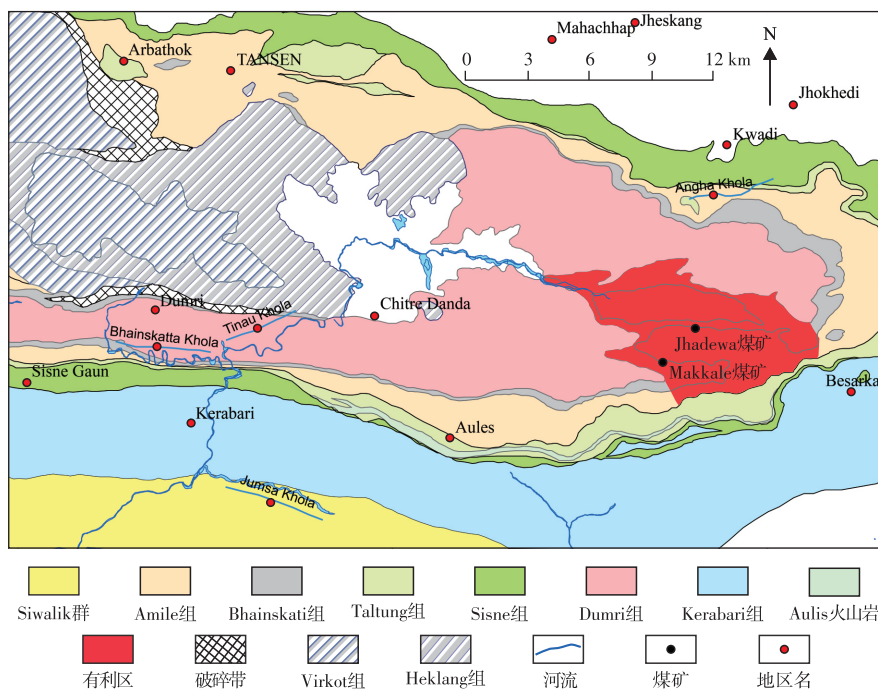 Jheskang
Mahachhap
N
Arbathok
TANSEN
0 3 6 9 12 km
Jhokhedi
Kwadi
Angha Khola
Dumri
Tinau Khola
Chitre Danda
Bhainskatta Khola
Jhadewa煤矿
Makkale煤矿
Sisne Gaun
Besarka
Kerabari
Aules
Jumsa Khola
Siwalik群 Amile组 Bhainskati组 Taltung组 Sisne组 Dumri组 Kerabari组 Aulis火山岩
有利区 破碎带 Virkot组 Heklang组 河流 煤矿 地区名